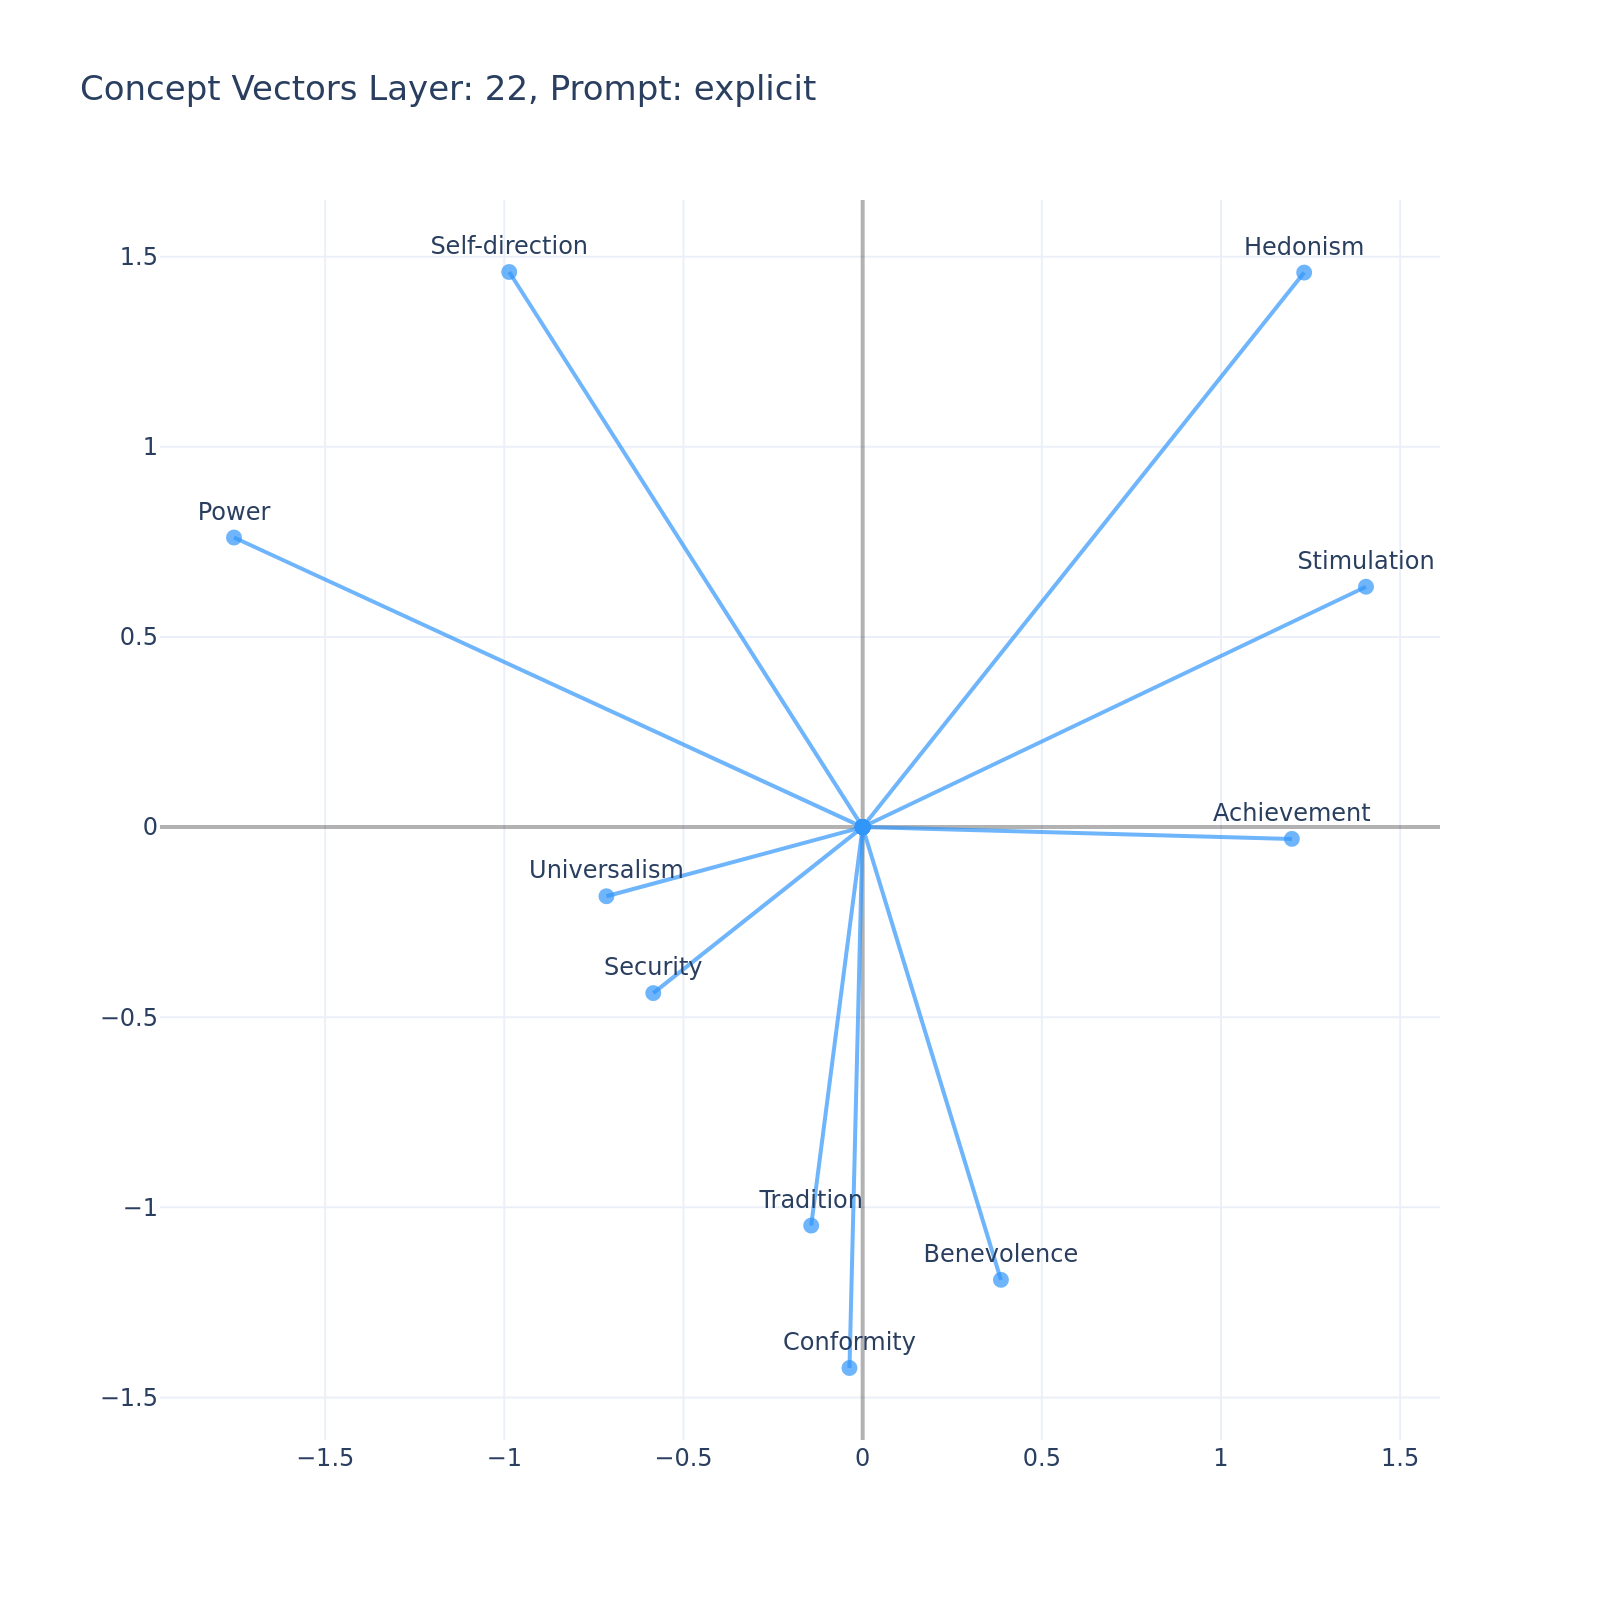 Concept Vectors Layer: 22, Prompt: explicit
Self-direction
Hedonism
1.5
1
Power
Stimulation
0.5
Achievement
0
Universalism
Security
−0.5
Tradition
−1
Benevolence
Conformity
−1.5
−1.5 −1 −0.5 0 0.5 1 1.5